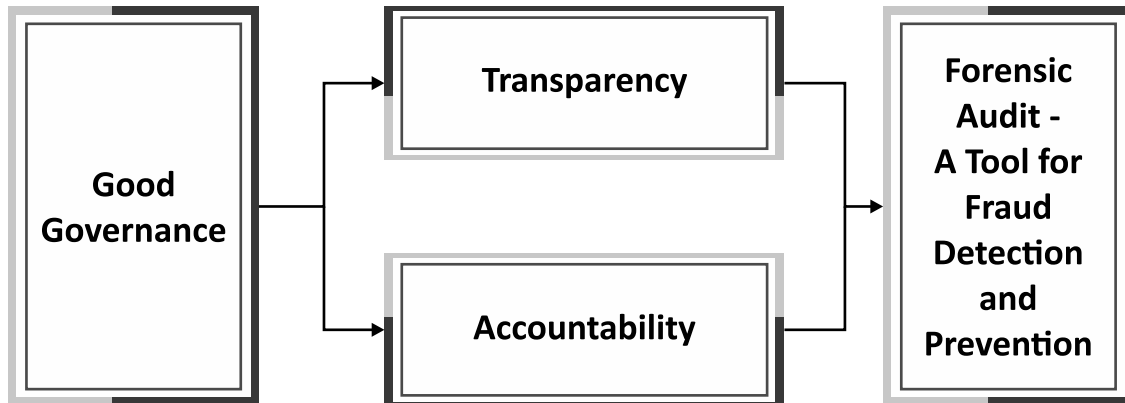 Good
Governance
Transparency
Accountability
Forensic
Audit -
A Tool for
Fraud
Detection
and
Prevention